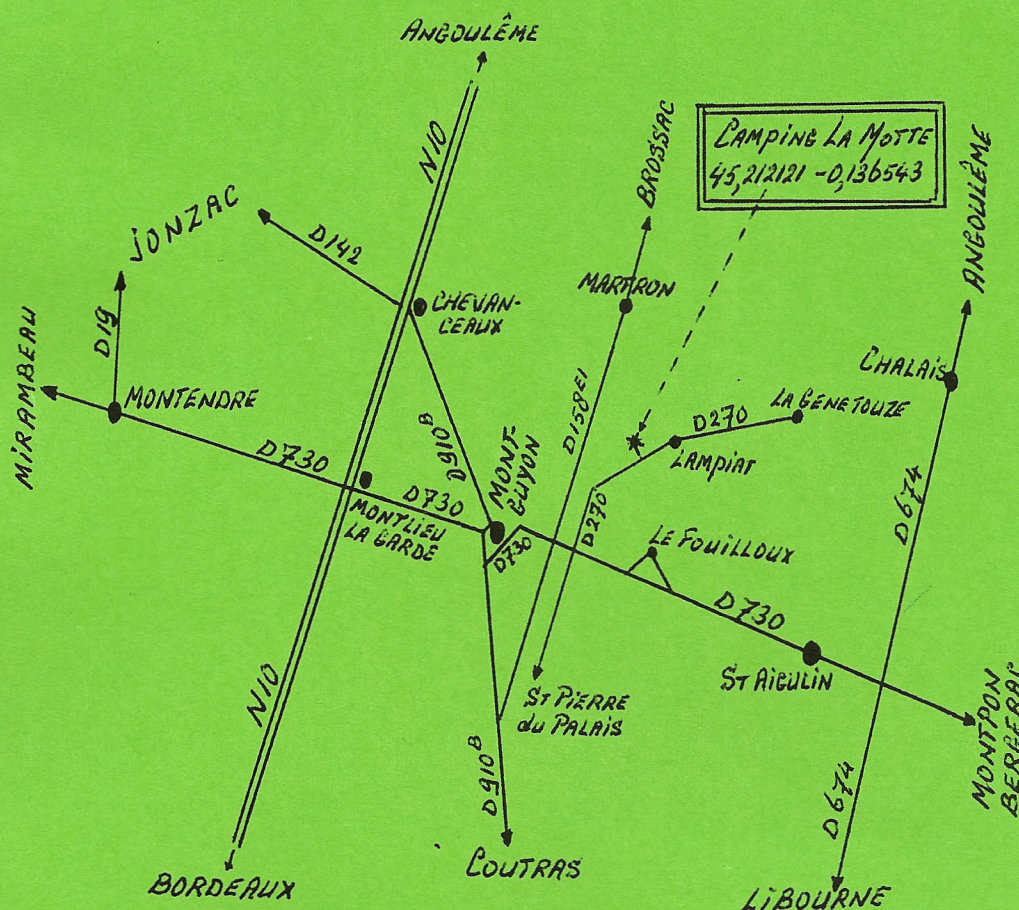 ANGOULÊME
N10
BROSSAC
CAMPING LA MOTTE
45,212121 -0,136543
ANGOULÊME
JONZAC
D142
CHEVAN-
CEAUX
MARTRON
D19
MIRAMBEAU
MONTENDRE
CHALAIS
LA GENETOUZE
D270
LAMPIAT
D158E1
D910B
MONT-
GUYON
D730
D730
MONTLIEU
LA GARDE
D730
D270
D674
LE FOUILLOUX
D730
ST AIGULIN
N10
ST PIERRE
du PALAIS
D910B
MONTPON
BERGERAC
D674
COUTRAS
BORDEAUX
LIBOURNE